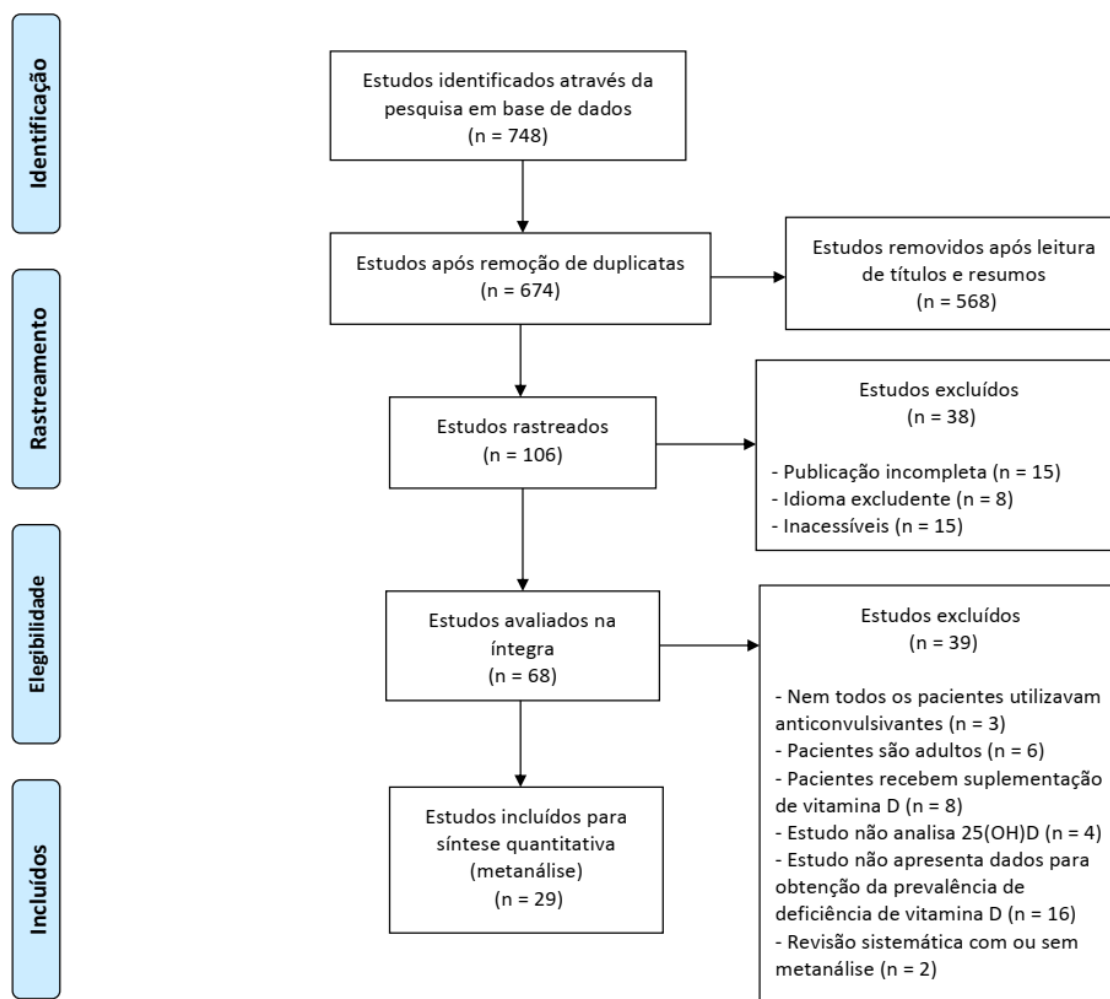 Identificação
Estudos identificados através da
pesquisa em base de dados
(n = 748)
Rastreamento
Estudos após remoção de duplicatas
(n = 674)
Estudos removidos após leitura
de títulos e resumos
(n = 568)
Estudos rastreados
(n = 106)
Estudos excluídos
(n = 38)
- Publicação incompleta (n = 15)
- Idioma excludente (n = 8)
- Inacessíveis (n = 15)
Elegibilidade
Estudos avaliados na
íntegra
(n = 68)
Estudos excluídos
(n = 39)
- Nem todos os pacientes utilizavam
anticonvulsivantes (n = 3)
- Pacientes são adultos (n = 6)
- Pacientes recebem suplementação
de vitamina D (n = 8)
- Estudo não analisa 25(OH)D (n = 4)
- Estudo não apresenta dados para
obtenção da prevalência de
deficiência de vitamina D (n = 16)
- Revisão sistemática com ou sem
metanálise (n = 2)
Incluídos
Estudos incluídos para
síntese quantitativa
(metanálise)
(n = 29)